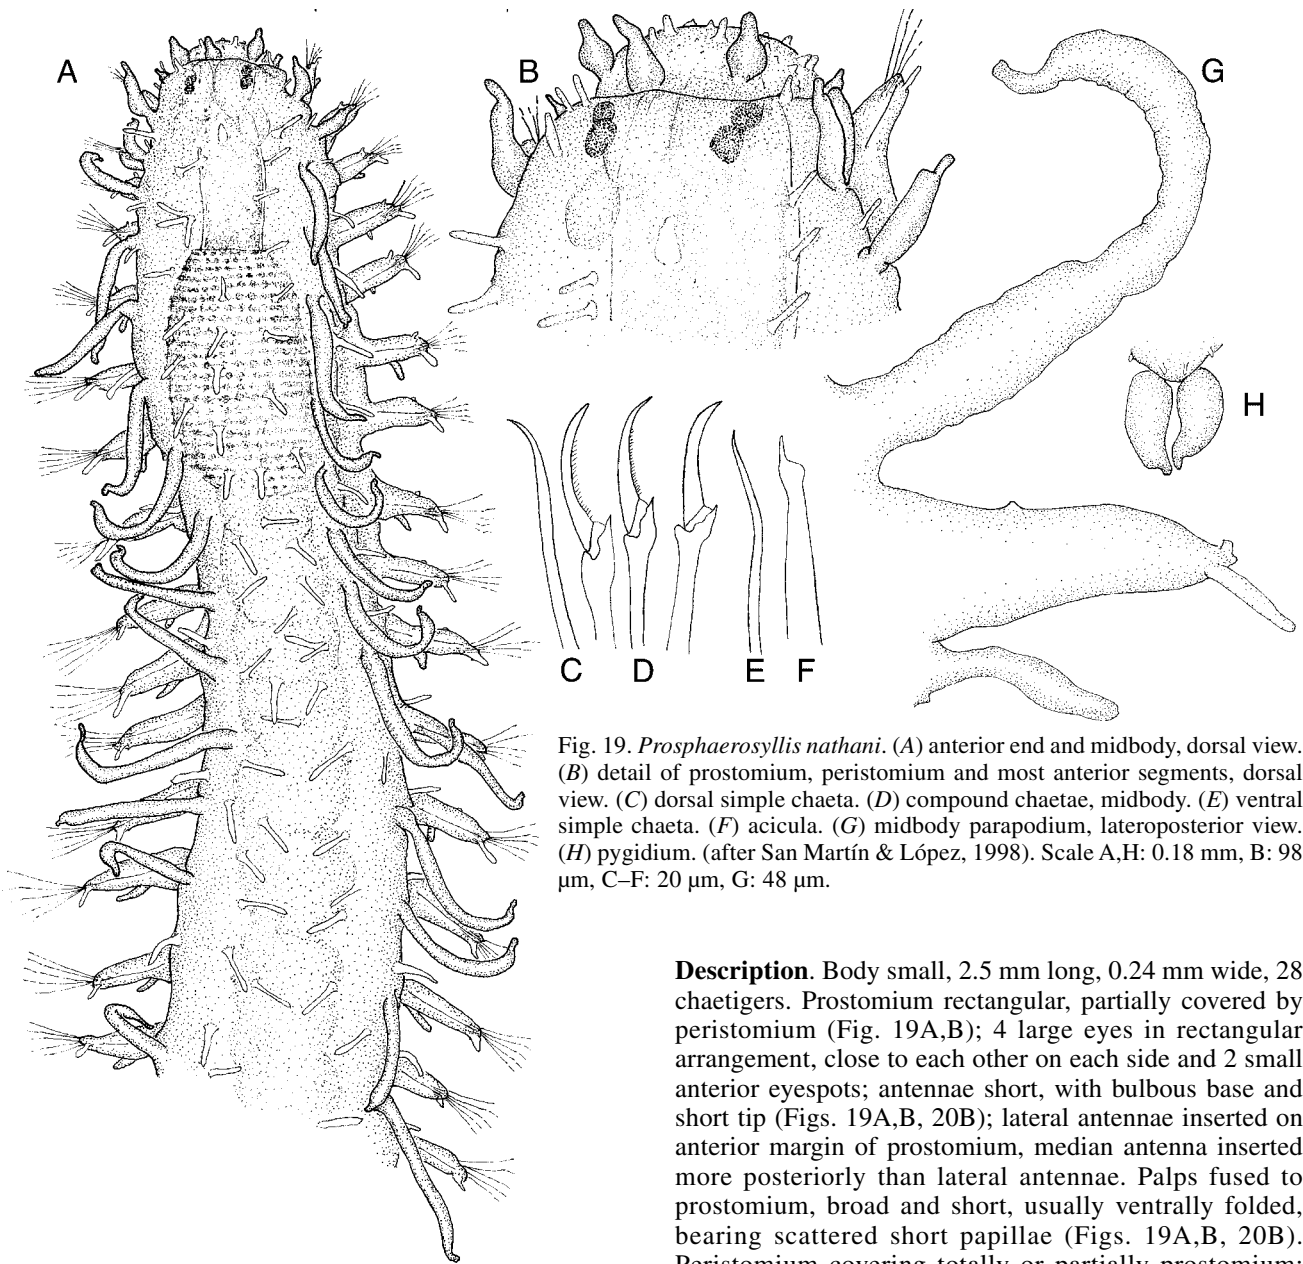 A
B
G
H
C
D
E
F
Fig. 19. Prosphaerosyllis nathani. (A) anterior end and midbody, dorsal view.
(B) detail of prostomium, peristomium and most anterior segments, dorsal
view. (C) dorsal simple chaeta. (D) compound chaetae, midbody. (E) ventral
simple chaeta. (F) acicula. (G) midbody parapodium, lateroposterior view.
(H) pygidium. (after San Martín & López, 1998). Scale A,H: 0.18 mm, B: 98
µm, C–F: 20 µm, G: 48 µm.
Description. Body small, 2.5 mm long, 0.24 mm wide, 28
chaetigers. Prostomium rectangular, partially covered by
peristomium (Fig. 19A,B); 4 large eyes in rectangular
arrangement, close to each other on each side and 2 small
anterior eyespots; antennae short, with bulbous base and
short tip (Figs. 19A,B, 20B); lateral antennae inserted on
anterior margin of prostomium, median antenna inserted
more posteriorly than lateral antennae. Palps fused to
prostomium, broad and short, usually ventrally folded,
bearing scattered short papillae (Figs. 19A,B, 20B).
Peristomium covering totally or partially prostomium;